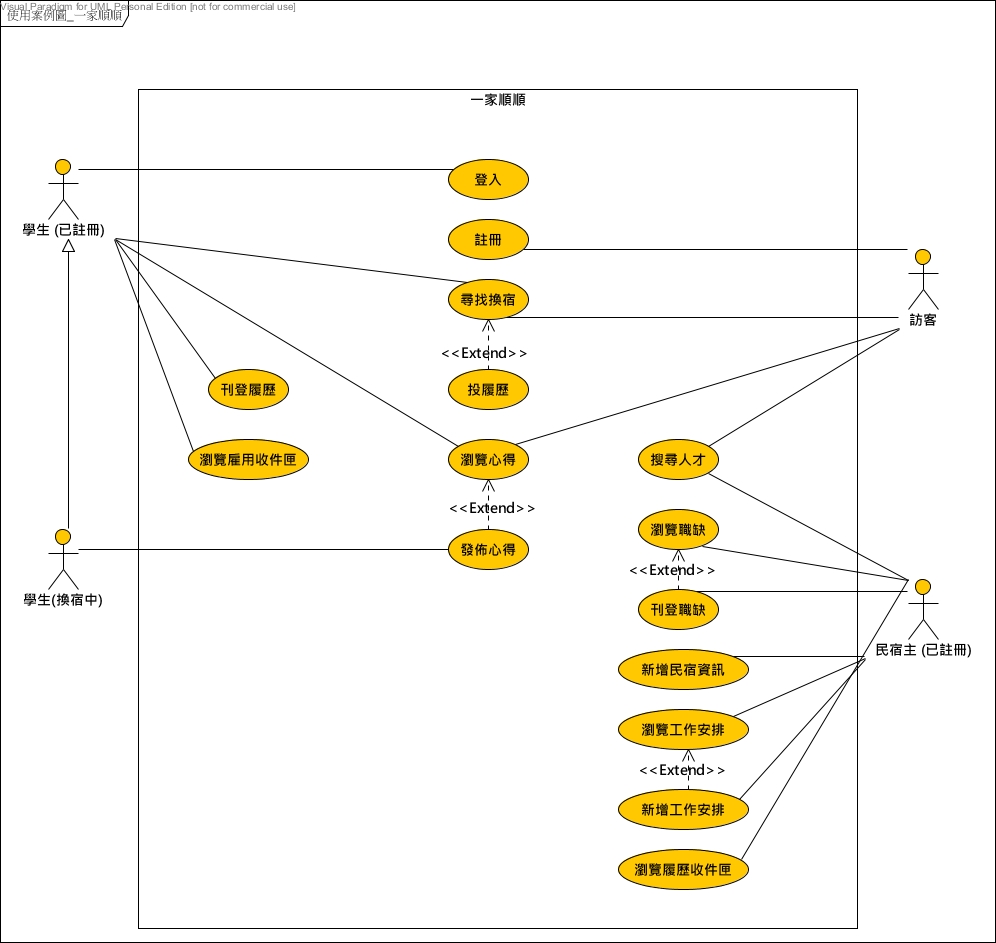 Visual Paradigm for UML Personal Edition [not for commercial use]
使用案例圖_一家順順
一家順順
登入
學生 (已註冊)
註冊
尋找換宿
訪客
<<Extend>>
刊登履歷
投履歷
瀏覽雇用收件匣
瀏覽心得
搜尋人才
<<Extend>>
瀏覽職缺
發佈心得
<<Extend>>
學生(換宿中)
刊登職缺
民宿主 (已註冊)
新增民宿資訊
瀏覽工作安排
<<Extend>>
新增工作安排
瀏覽履歷收件匣